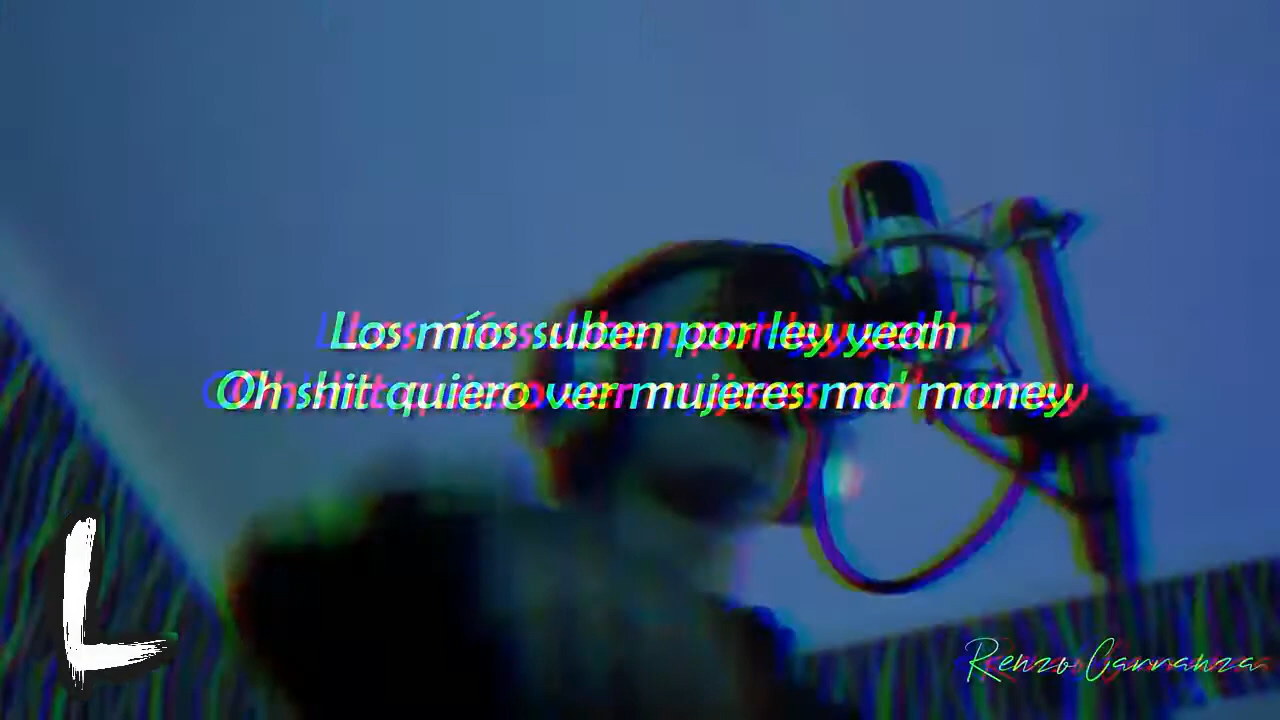 Los míos suben por ley yeah
Oh shit quiero ver mujeres ma' money
L
Renzo Carranza